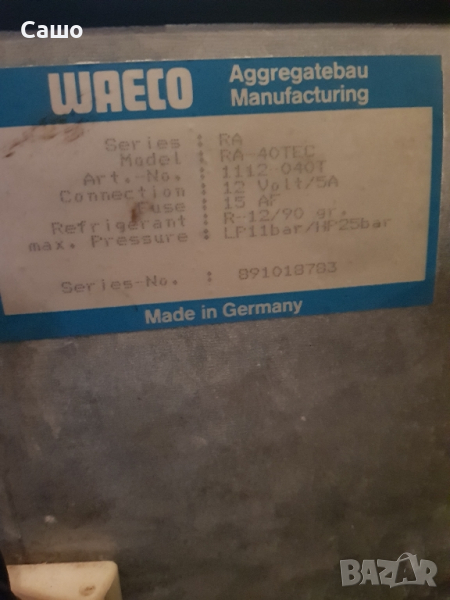 Сашо
WAECO
Aggregatebau
Manufacturing
Series : RA
Model : RA-40TEC
Art.-No. : 1112 040T
Connection : 12 Volt/5A
Fuse : 15 AF
Refrigerant : R-12/90 gr.
max. Pressure : LP11bar/HP25bar
Series-No. : 891018783
Made in Germany
BAZAR